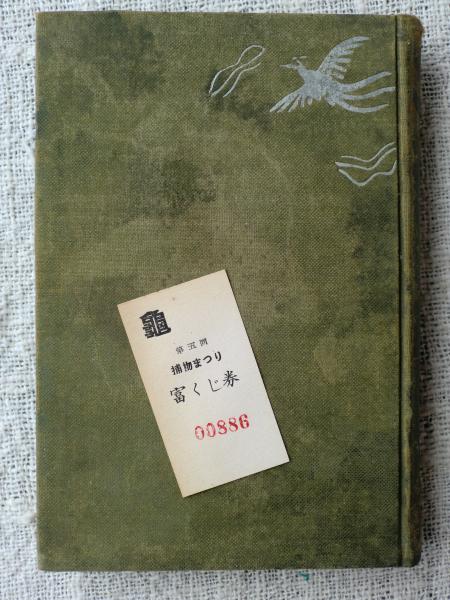 龜
第五回
捕物まつり
富くじ券
00886